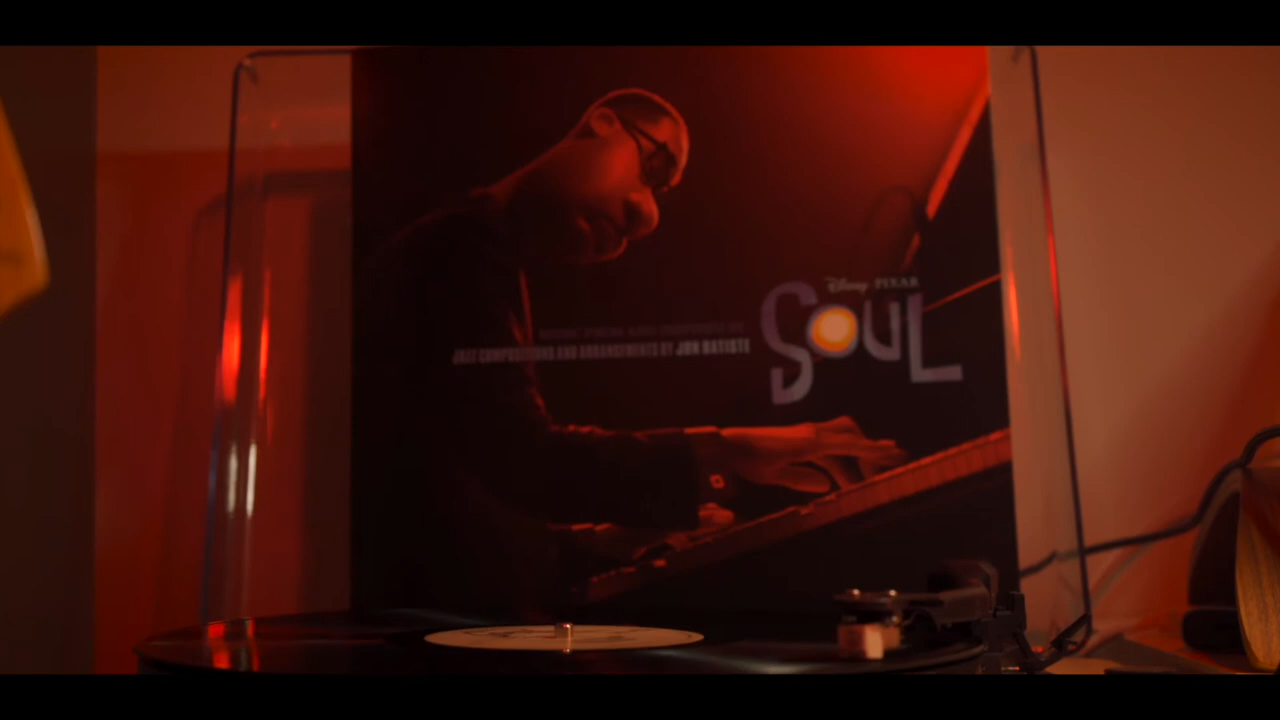 Disney PIXAR
SOUL
JAZZ COMPOSITIONS AND ARRANGEMENTS BY JON BATISTE